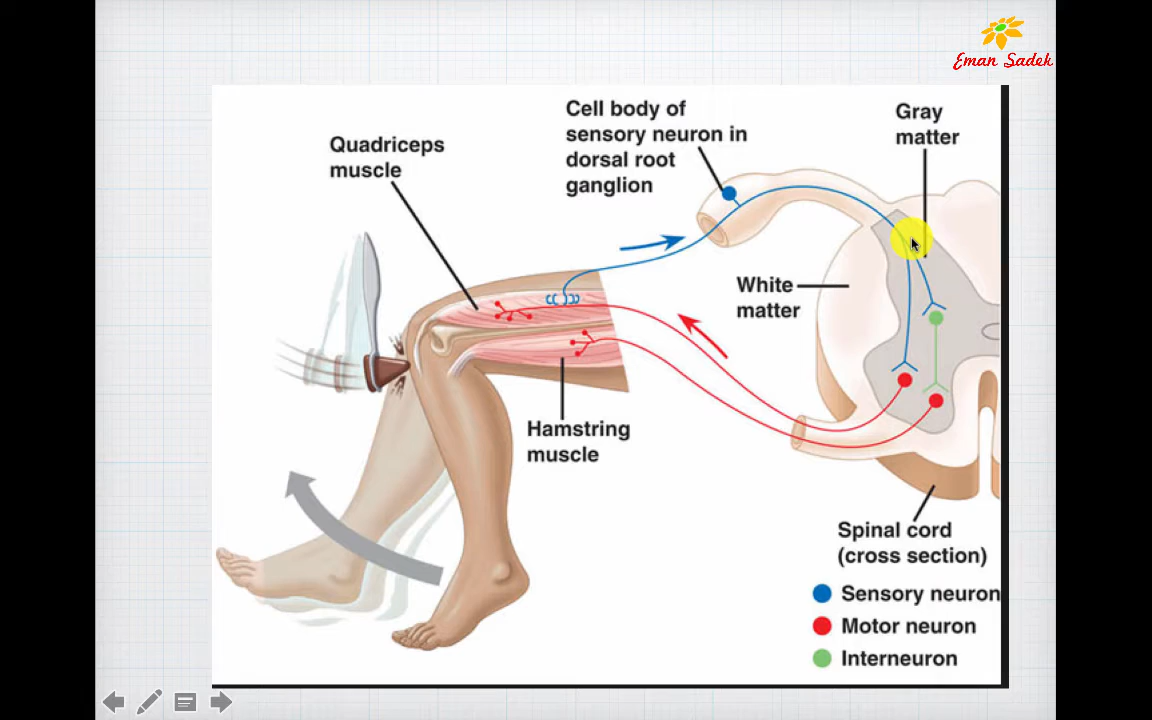 Eman Sadek
Quadriceps
muscle
Cell body of
sensory neuron in
dorsal root
ganglion
Gray
matter
White
matter
Hamstring
muscle
Spinal cord
(cross section)
Sensory neuron
Motor neuron
Interneuron